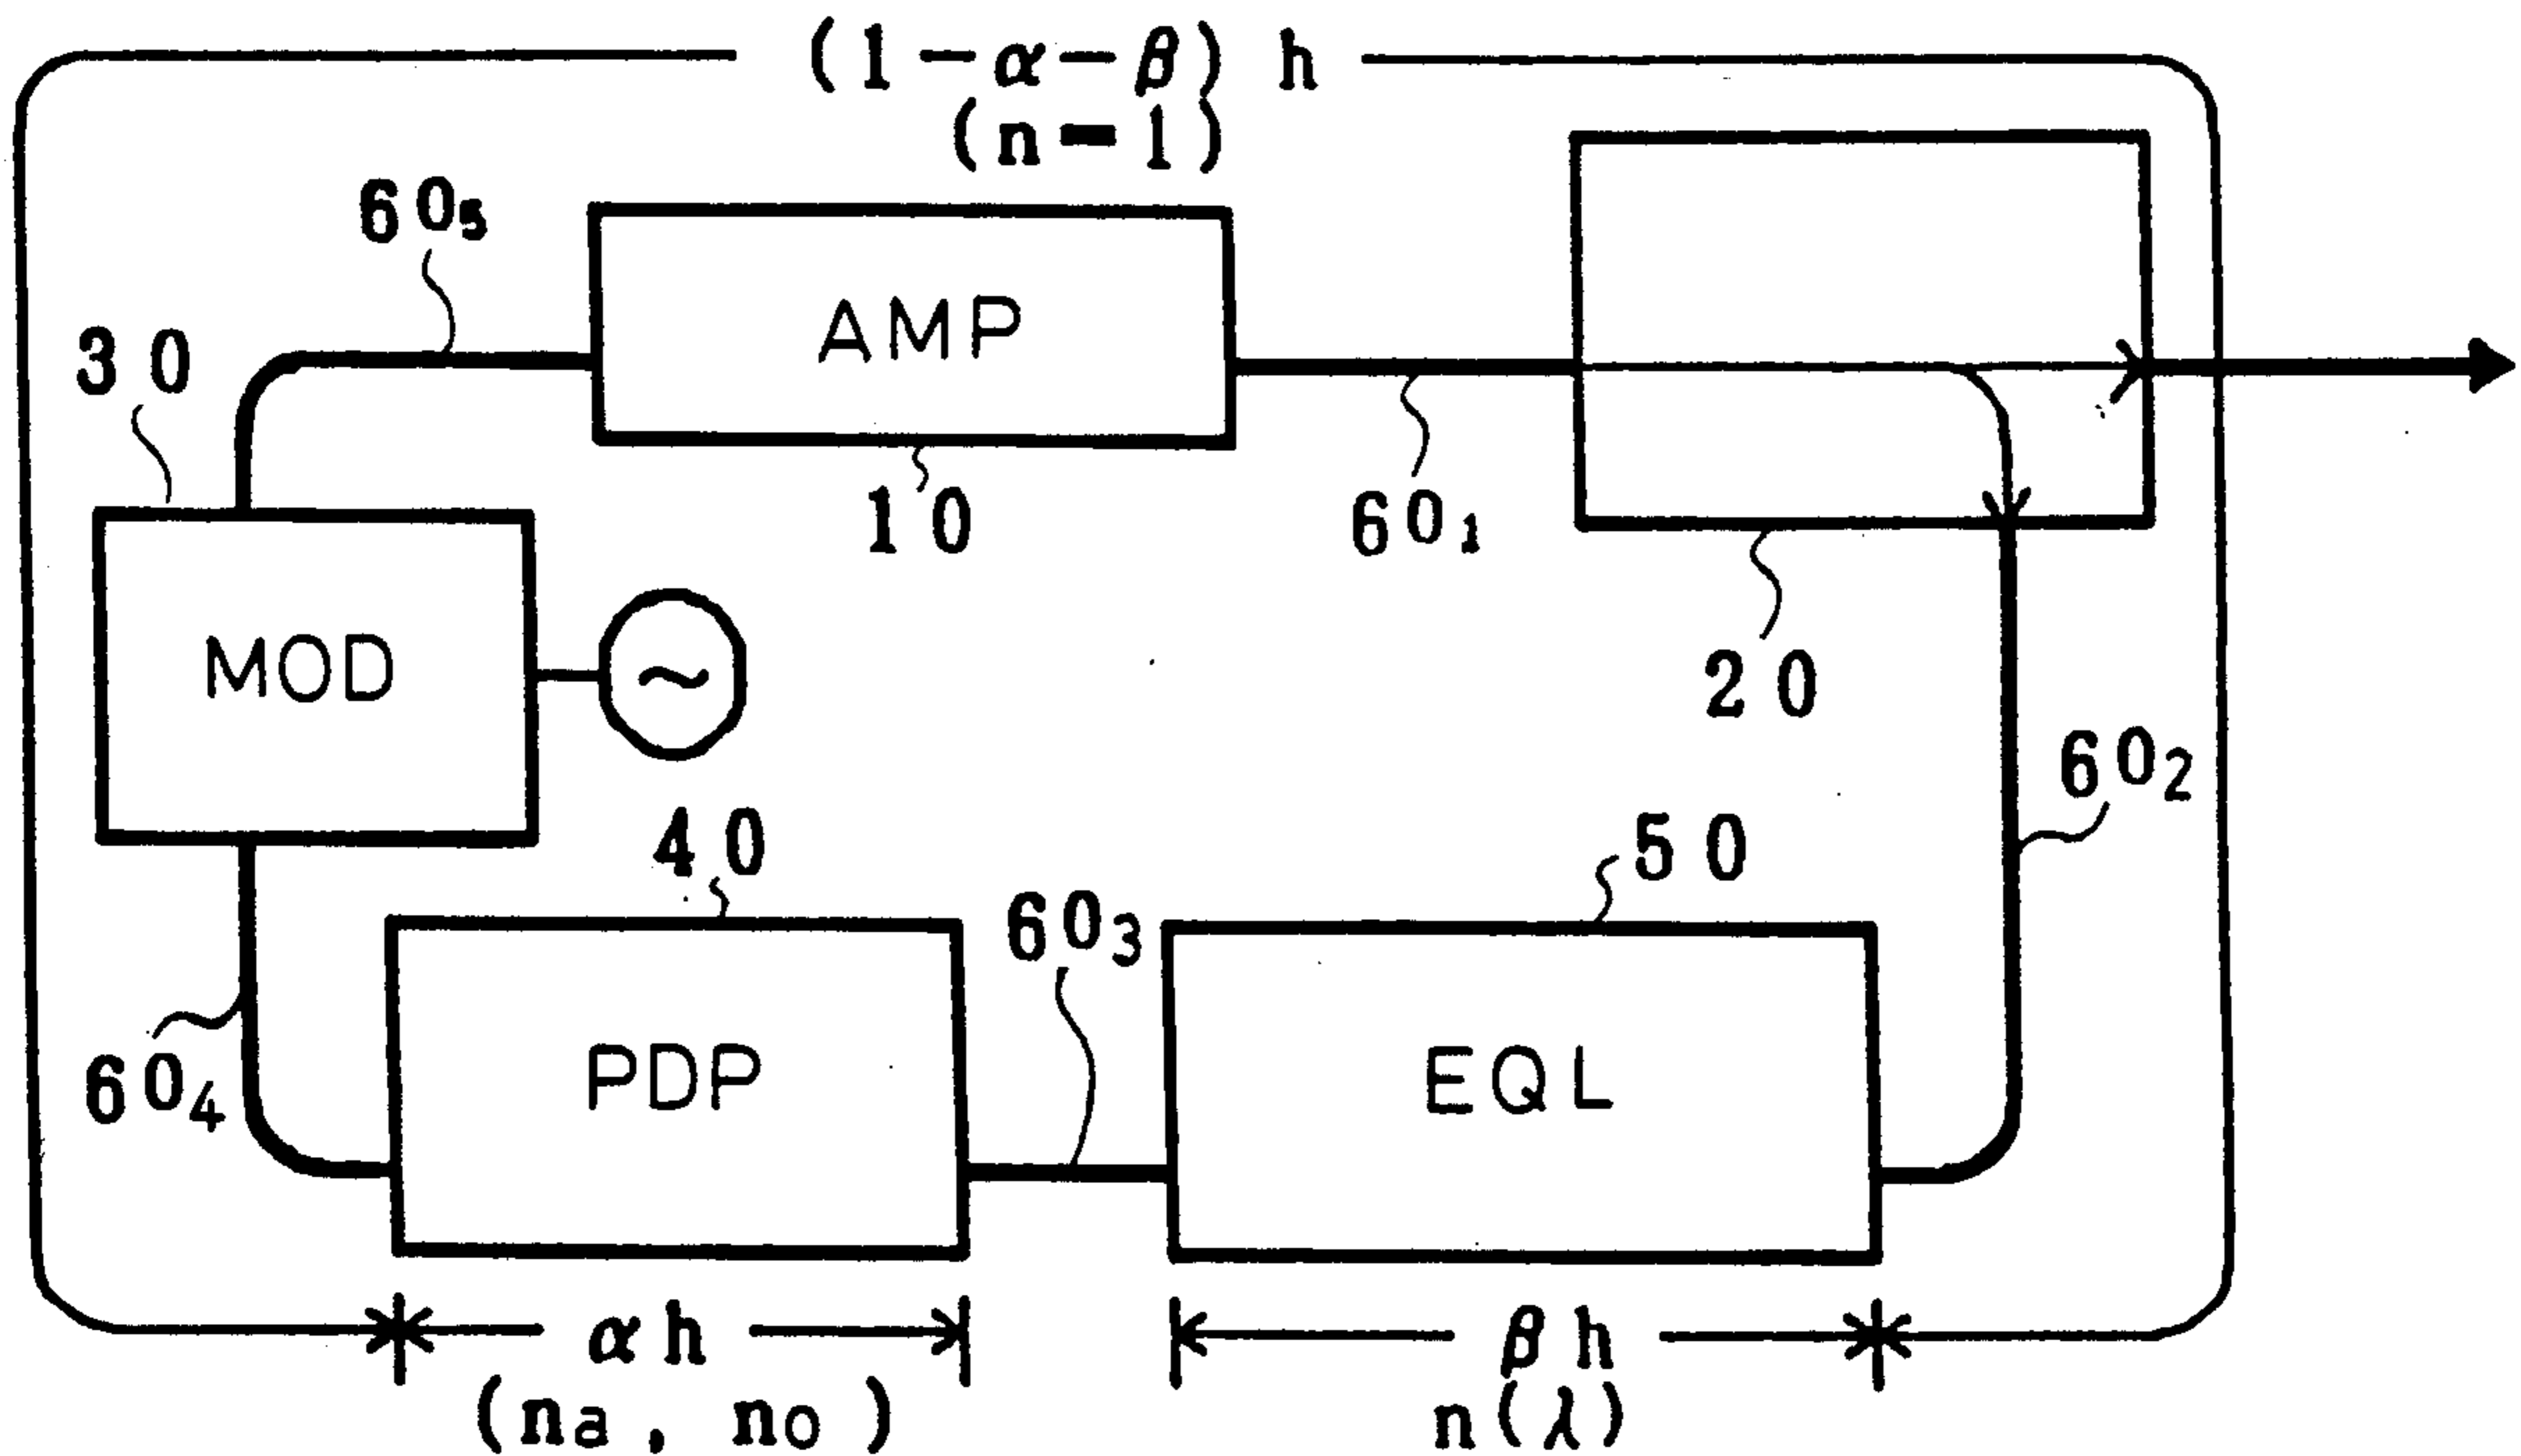 (1-α-β) h
(n=1)
60₅
AMP
30
10
60₁
MOD
~
20
60₂
40
50
60₃
PDP
EQL
60₄
αh
βh
(na, no)
n(λ)